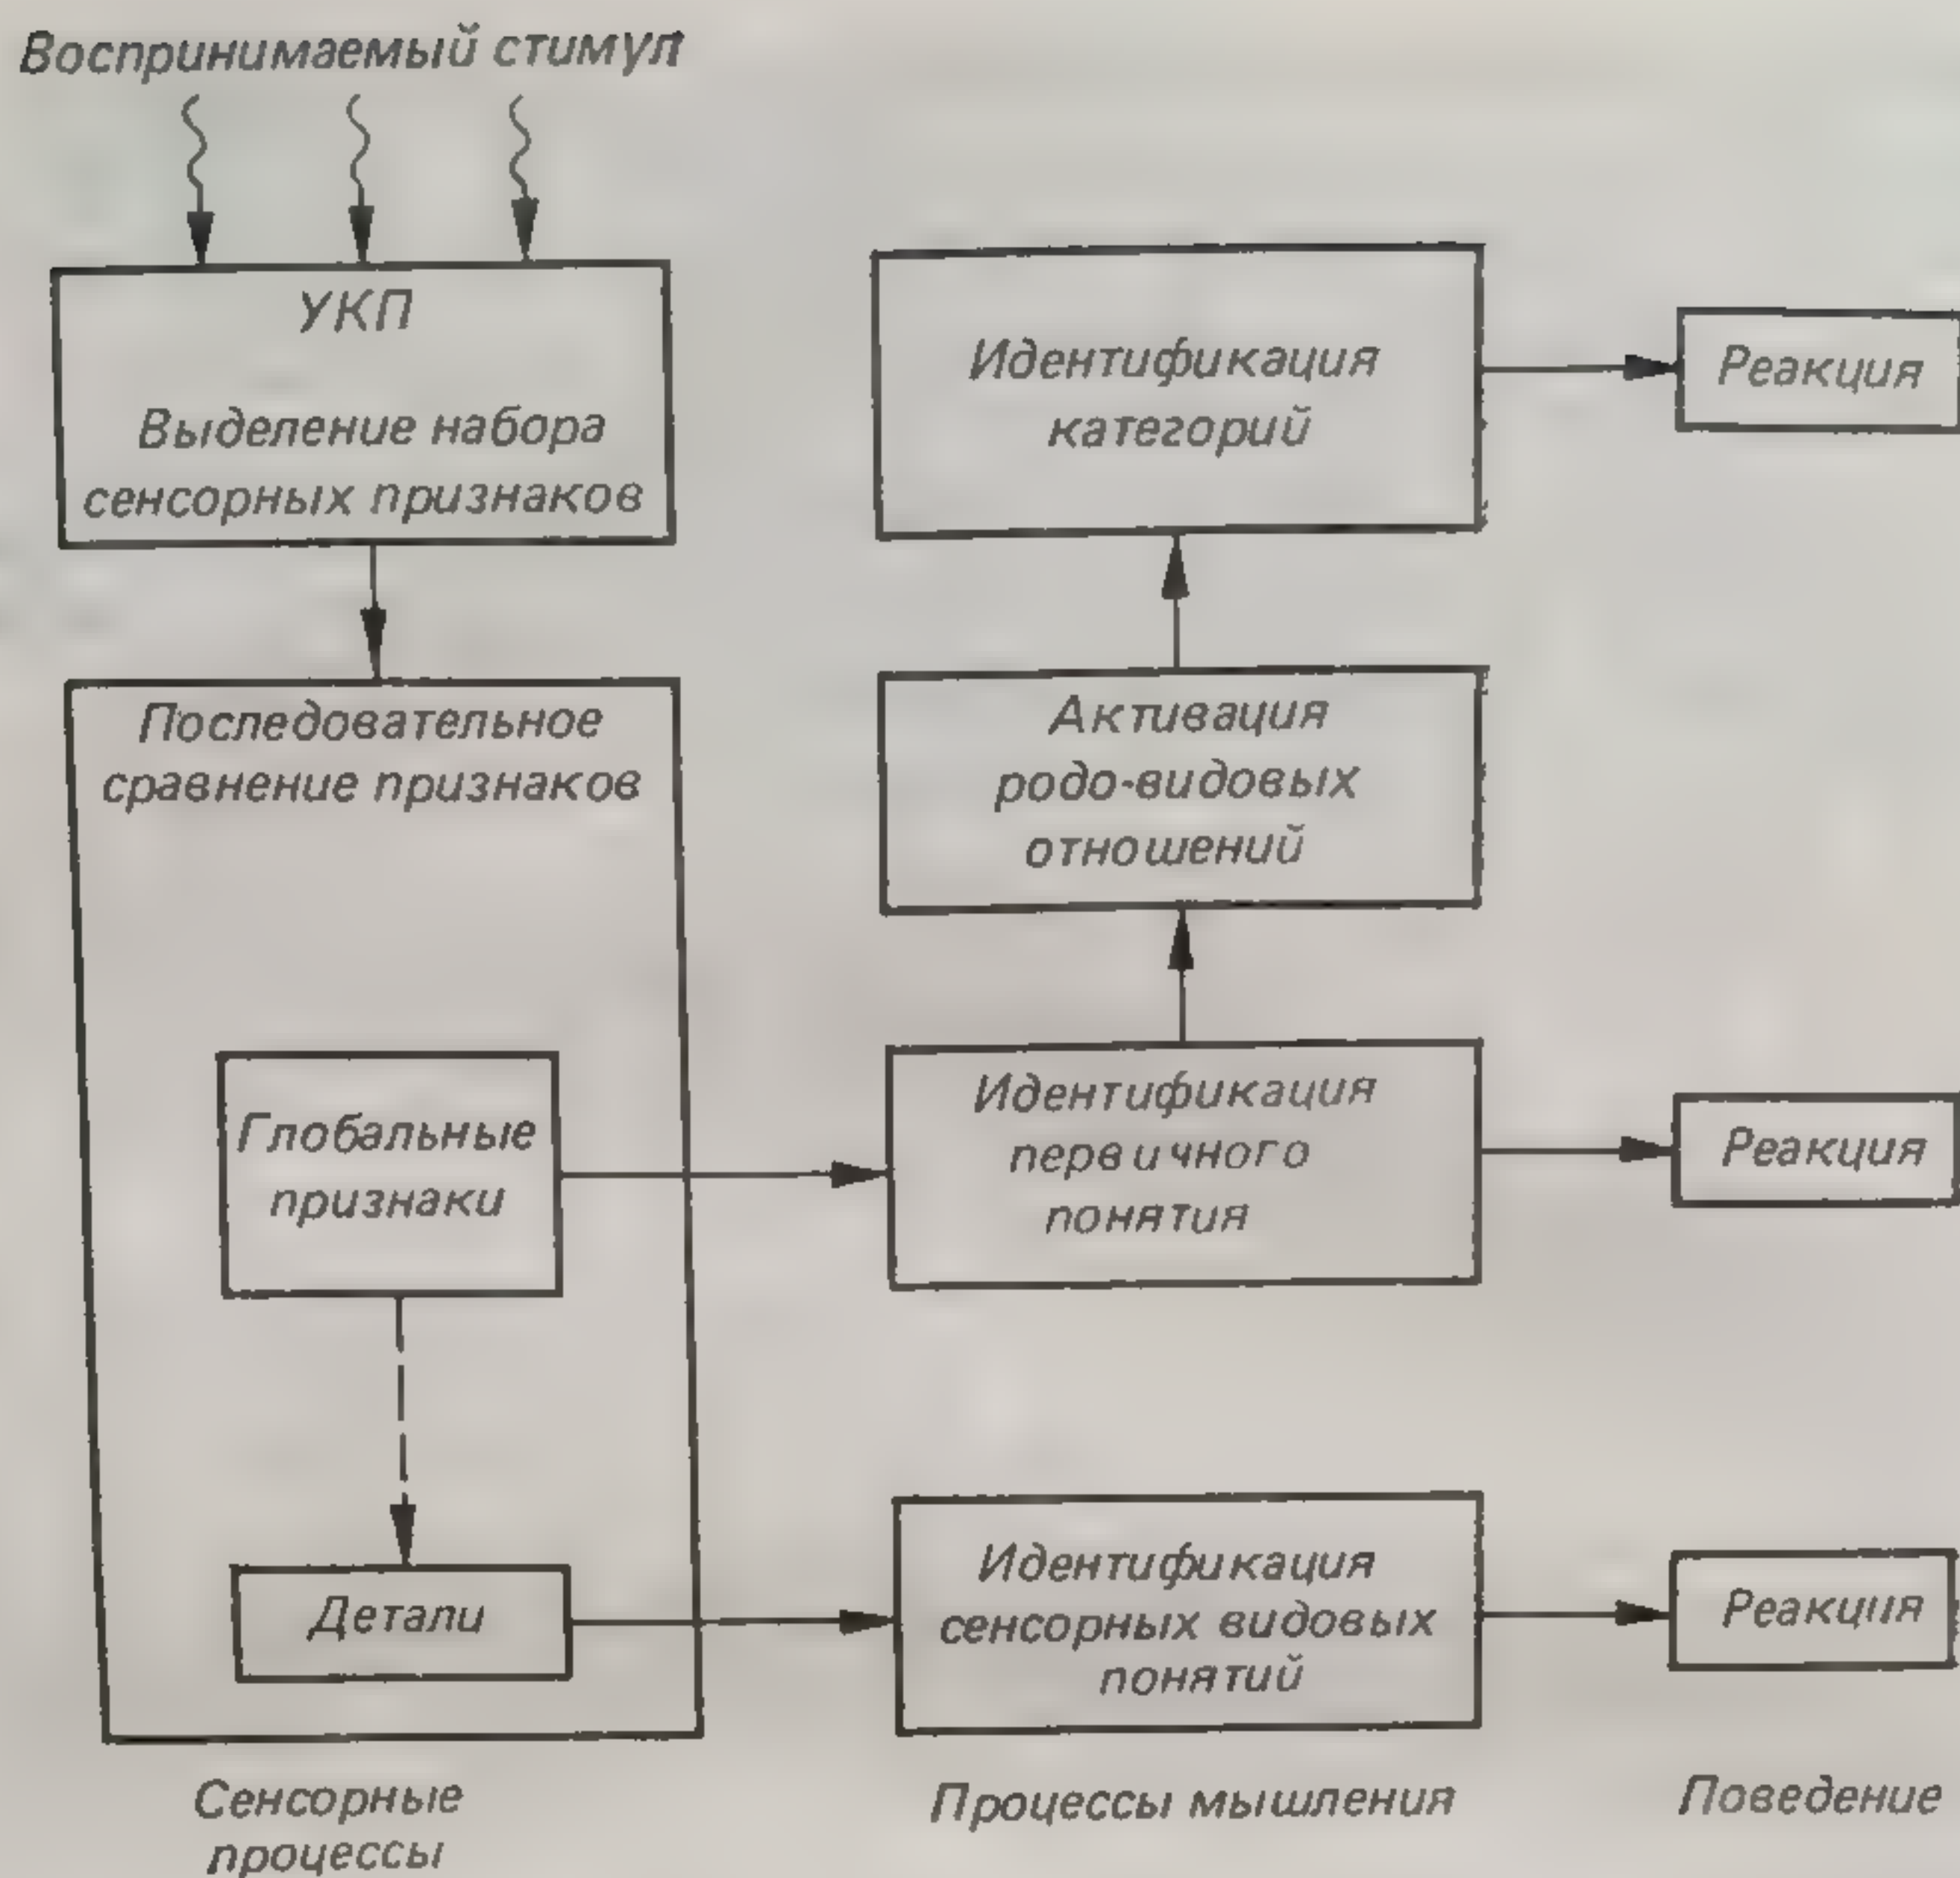 Воспринимаемый стимул
УКП
Выделение набора
сенсорных признаков
Последовательное
сравнение признаков
Глобальные
признаки
Детали
Сенсорные
процессы
Идентификация
категорий
Активация
родо-видовых
отношений
Идентификация
первичного
понятия
Идентификация
сенсорных видовых
понятий
Процессы мышления
Реакция
Реакция
Реакция
Поведение